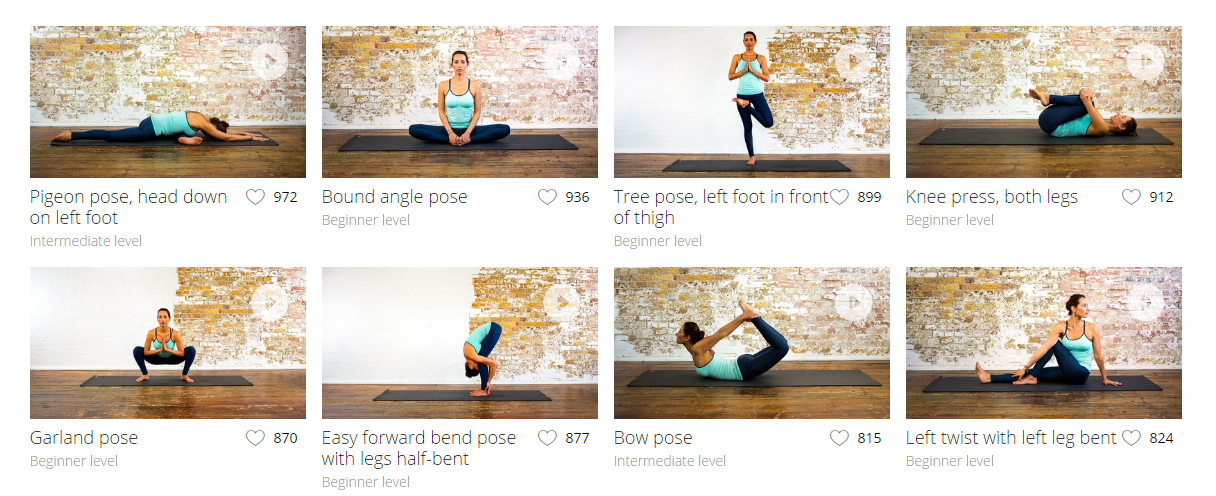 Pigeon pose, head down
on left foot
972
Intermediate level
Bound angle pose
936
Beginner level
Tree pose, left foot in front
of thigh
899
Beginner level
Knee press, both legs
912
Beginner level
Garland pose
870
Beginner level
Easy forward bend pose
with legs half-bent
877
Beginner level
Bow pose
815
Intermediate level
Left twist with left leg bent
824
Beginner level